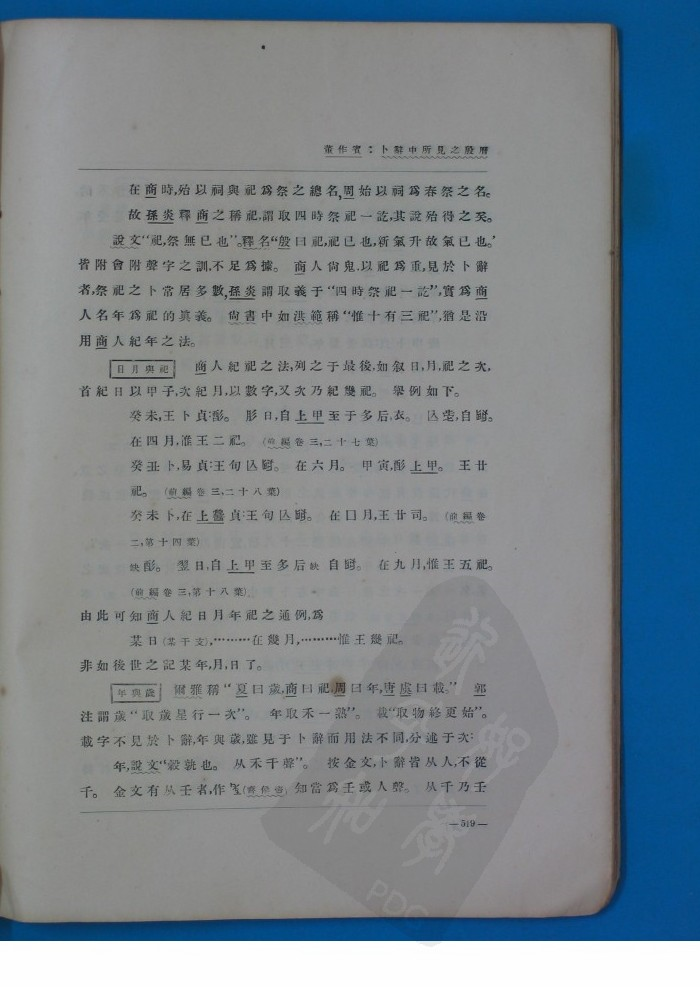 董作賓：卜辭中所見之殷曆
在商時，始以祠與祀爲祭之總名，周始以祠爲春祭之名。
故孫炎釋商之稱祀，謂取四時祭祀一訖，其說殆得之矣。
說文“祀，祭無已也”。釋名“殷曰祀，祀已也，新氣升故氣已也。’
皆附會附聲字之訓，不足爲據。商人尙鬼，以祀爲重，見於卜辭
者，祭祀之卜常居多數，孫炎謂取義于“四時祭祀一訖”，實爲商
人名年爲祀的眞義。尙書中如洪範稱“惟十有三祀”，猶是沿
用商人紀年之法。
日月與祀 商人紀祀之法，列之于最後，如叙日，月，祀之次，
首紀日以甲子，次紀月，以數字，又次乃紀幾祀。舉例如下。
癸未，王卜貞：酚。肜日，自上甲至于多后，衣。亾𡆥，自𤞷。
在四月，惟王二祀。（前編卷三，二十七葉）
癸丑卜，貞：王旬亾𤞷。在六月。甲寅，酚上甲。王廿
祀。（前編卷三，二十八葉）
癸未卜，在上貞：王旬亾𤞷。在囗月，王廿司。（前編卷
二，第十四葉）
缺酚。翌日，自上甲至多后缺自𤞷。在九月，惟王五祀。
（前編卷三，第十八葉）
由此可知商人紀日月年祀之通例，爲
某日（某干支），………在幾月，………惟王幾祀。
非如後世之記某年，月，日了。
年與歲 爾雅稱“夏曰歲，商曰祀，周曰年，唐虞曰載。”郭
注謂歲“取歲星行一次”。年取禾一熟”。載“取物終更始”。
載字不見於卜辭，年與歲，雖見于卜辭而用法不同，分述于次：
年，說文“穀孰也。从禾千聲”。按金文，卜辭皆从人，不從
千。金文有从壬者，作（齊侯壺）知當爲壬或人聲。从千乃壬
—519—
PDC